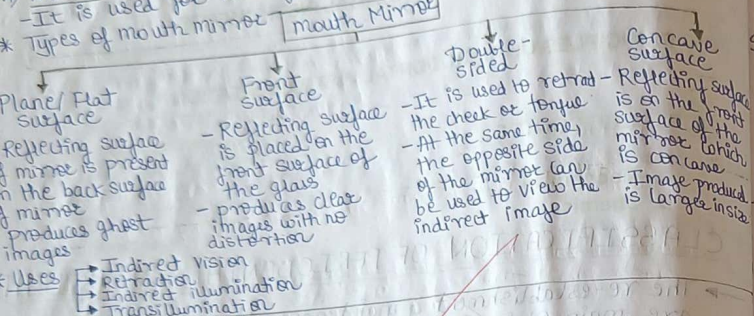 - It is used for
* Types of mouth mirror
mouth Mirror
Plane/Flat
surface
Reflecting surface
mirror is present
n the back surface
mirror
- Produces ghost
images
Front
surface
- Reflecting surface
is placed on the
front surface of
the glass
- produces clear
images with no
distortion
Double-
sided
- It is used to retract
the cheek or tongue
- At the same time,
the opposite side
of the mirror can
be used to view the
indirect image
Concave
surface
- Reflecting surface
is on the front
surface of the
mirror which
is concave
- Image produced
is larger in size
* Uses
Indirect vision
Retraction
Indirect illumination
Transillumination